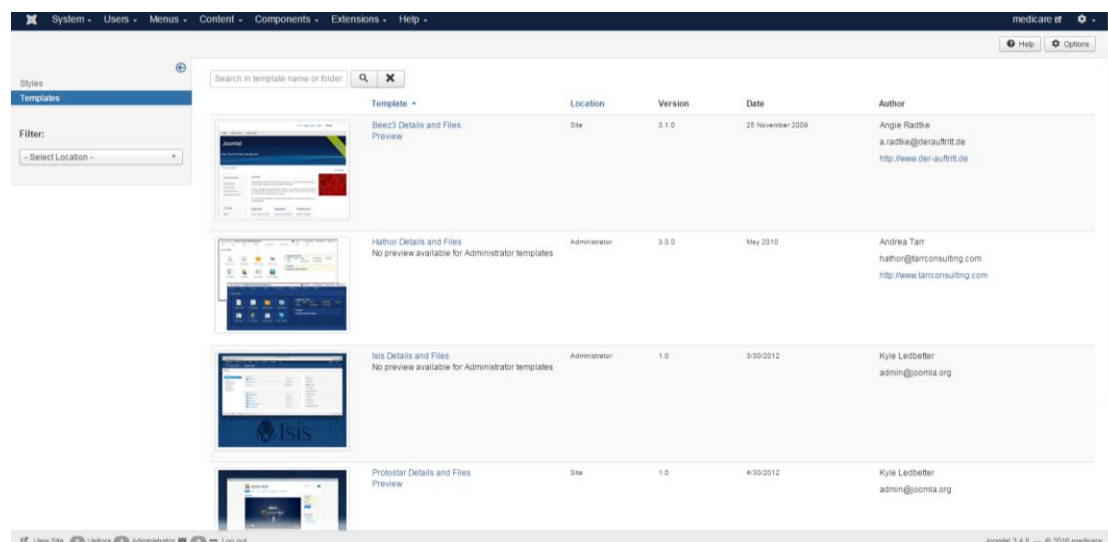 System Users Menus Content Components Extensions Help medicare
Help Options
Styles
Templates
Filter:
- Select Location -
Search in template name or folder
Template Location Version Date Author
Beez3 Details and Files Site 3.1.0 25 November 2009 Angie Radtke
Preview a.radtke@derauftritt.de
http://www.der-auftritt.de
Joomla!
Hathor Details and Files Administrator 3.0.0 May 2010 Andrea Tarr
No preview available for Administrator templates hathor@tarrconsulting.com
http://www.tarrconsulting.com
Isis Details and Files Administrator 1.0 3/30/2012 Kyle Ledbetter
No preview available for Administrator templates admin@joomla.org
Isis
Protostar Details and Files Site 1.0 4/30/2012 Kyle Ledbetter
Preview admin@joomla.org
View Site Visitors Administrator Log out © 2016 medicare